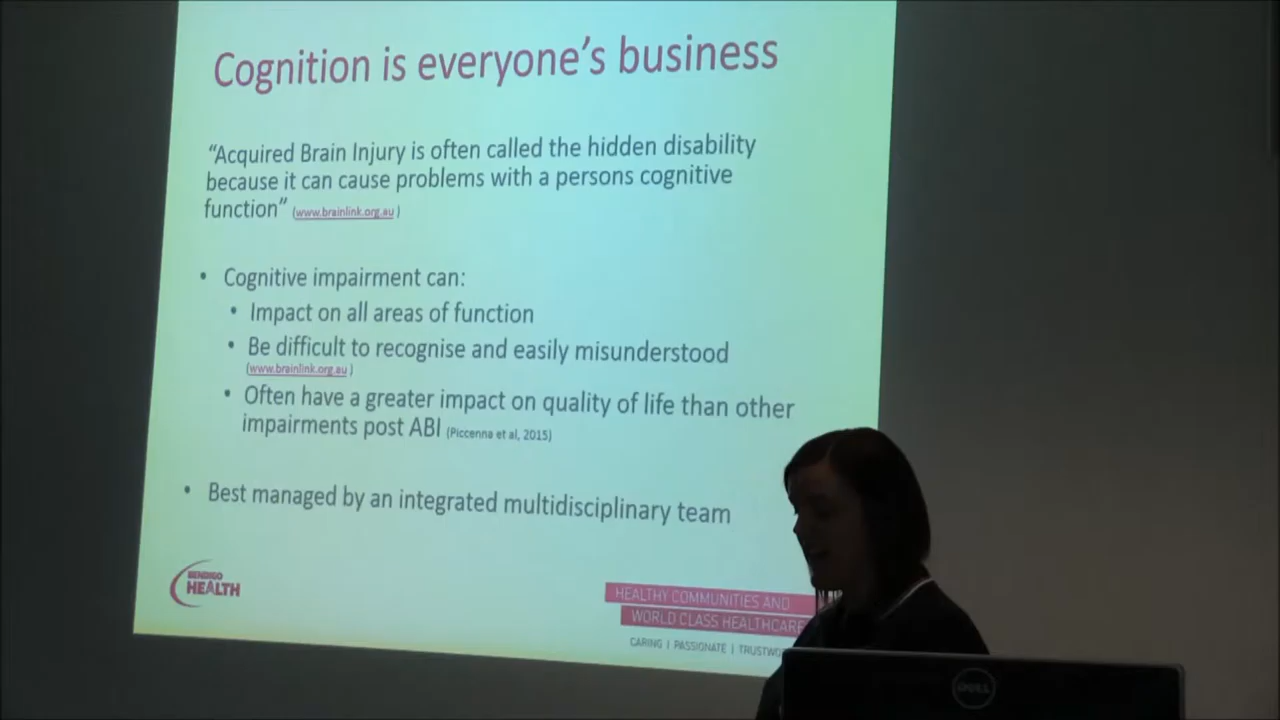 Cognition is everyone's business
“Acquired Brain Injury is often called the hidden disability
because it can cause problems with a persons cognitive
function” (www.brainlink.org.au )
• Cognitive impairment can:
• Impact on all areas of function
• Be difficult to recognise and easily misunderstood
(www.brainlink.org.au )
• Often have a greater impact on quality of life than other
impairments post ABI (Piccenna et al, 2015)
• Best managed by an integrated multidisciplinary team
BENDIGO
HEALTH
HEALTHY COMMUNITIES AND
WORLD CLASS HEALTHCARE
CARING | PASSIONATE | TRUSTWO
DELL